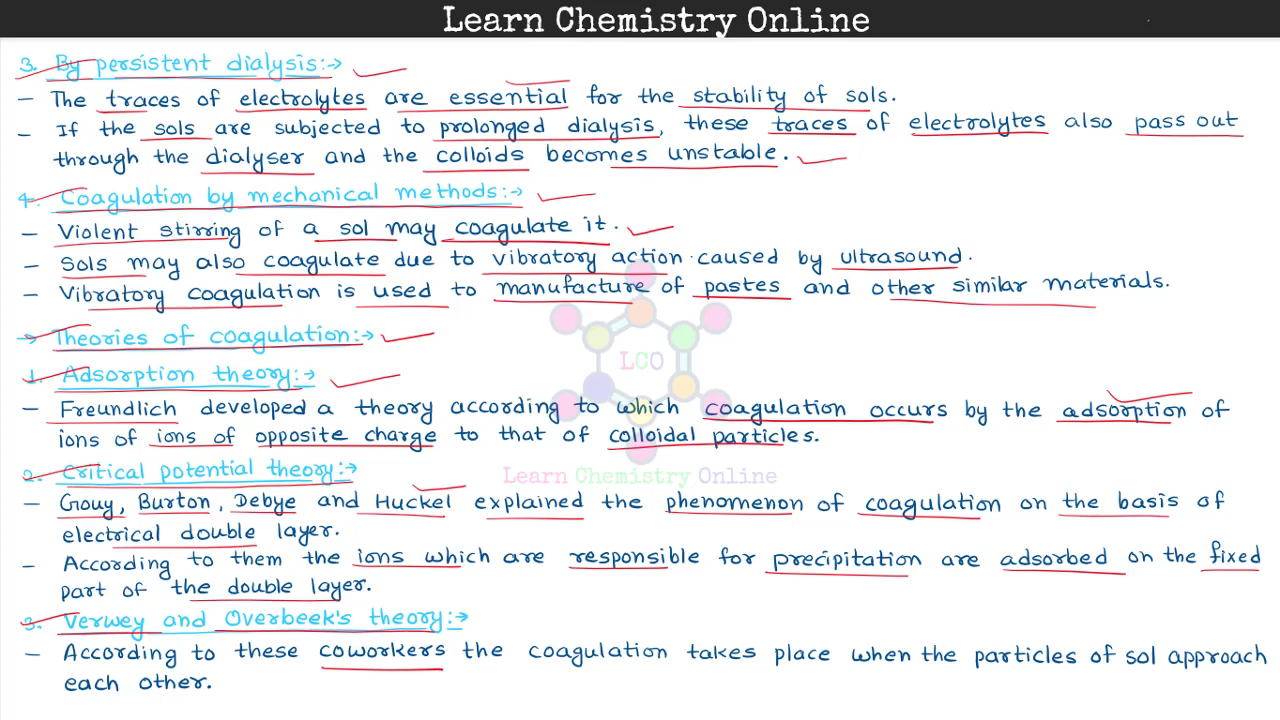 Learn Chemistry Online
3. By persistent dialysis:→
- The traces of electrolytes are essential for the stability of sols.
- If the sols are subjected to prolonged dialysis, these traces of electrolytes also pass out
through the dialyser and the colloids becomes unstable.
4. Coagulation by mechanical methods:→
- Violent stirring of a sol may coagulate it.
- Sols may also coagulate due to vibratory action caused by ultrasound.
- Vibratory coagulation is used to manufacture of pastes and other similar materials.
→ Theories of coagulation:→
LCO
1. Adsorption theory:→
- Freundlich developed a theory according to which coagulation occurs by the adsorption of
ions of ions of opposite charge to that of colloidal particles.
2. Critical potential theory:→
Learn Chemistry Online
- Gouy, Burton, Debye and Huckel explained the phenomenon of coagulation on the basis of
electrical double layer.
- According to them the ions which are responsible for precipitation are adsorbed on the fixed
part of the double layer.
3. Verwey and Overbeek's theory:→
- According to these coworkers the coagulation takes place when the particles of sol approach
each other.